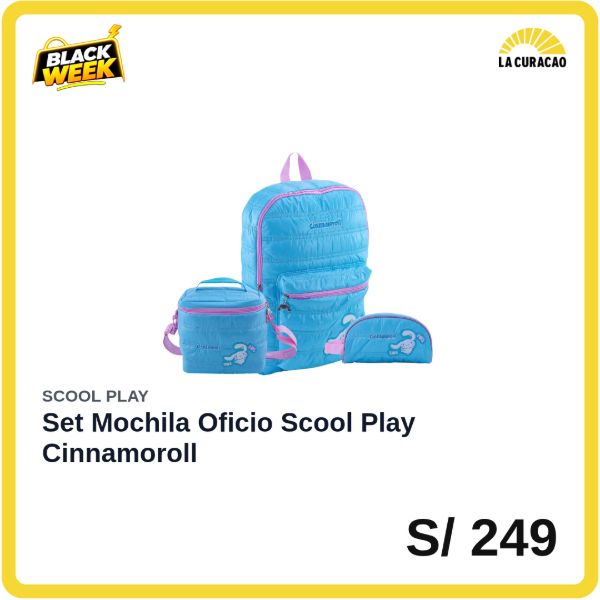 BLACK
WEEK
LA CURACAO
SCOOL PLAY
Set Mochila Oficio Scool Play
Cinnamoroll
S/ 249